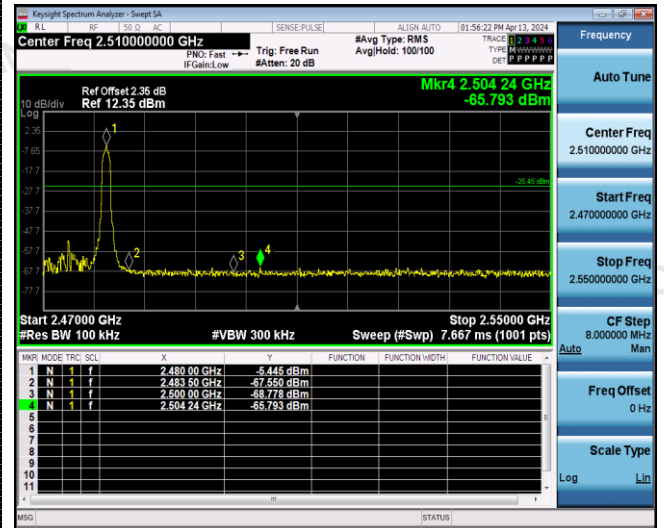 Keysight Spectrum Analyzer - Swept SA
RL RF 50 Ω AC SENSE:PULSE ALIGN AUTO 01:56:22 PM Apr 13, 2024
Center Freq 2.510000000 GHz
PNO: Fast
IFGain:Low
Trig: Free Run
#Atten: 20 dB
#Avg Type: RMS
Avg|Hold: 100/100
TRACE 1 2 3 4 5 6
TYPE M WWWWW
DET P P P P P P
Frequency
Mkr4 2.504 24 GHz
-65.793 dBm
Ref Offset 2.35 dB
10 dB/div Ref 12.35 dBm
Log
2.35
-7.65
-17.7
-27.7
-37.7
-47.7
-57.7
-67.7
-77.7
1
2
3
4
-25.45 dBm
Start 2.47000 GHz Stop 2.55000 GHz
#Res BW 100 kHz #VBW 300 kHz Sweep (#Swp) 7.667 ms (1001 pts)
MKR MODE TRC SCL X Y FUNCTION FUNCTION WIDTH FUNCTION VALUE
1 N 1 f 2.480 00 GHz -5.445 dBm
2 N 1 f 2.483 50 GHz -67.550 dBm
3 N 1 f 2.500 00 GHz -68.778 dBm
4 N 1 f 2.504 24 GHz -65.793 dBm
5
6
7
8
9
10
11
MSG STATUS
Auto Tune
Center Freq
2.510000000 GHz
Start Freq
2.470000000 GHz
Stop Freq
2.550000000 GHz
CF Step
8.000000 MHz
Auto Man
Freq Offset
0 Hz
Scale Type
Log Lin